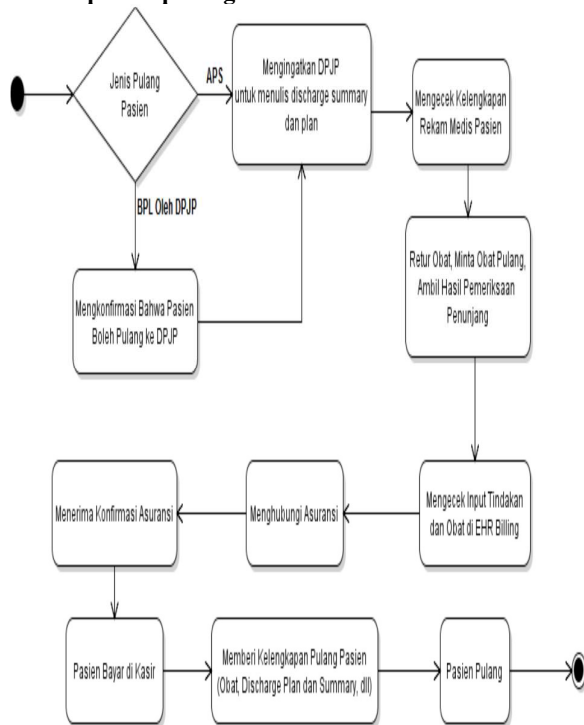 Jenis Pulang
Pasien
APS
Mengingatkan DPJP
untuk menulis discharge summary
dan plan
Mengecek Kelengkapan
Rekam Medis Pasien
BPL Oleh DPJP
Mengkonfirmasi Bahwa Pasien
Boleh Pulang ke DPJP
Retur Obat, Minta Obat Pulang,
Ambil Hasil Pemeriksaan
Penunjang
Mengecek Input Tindakan
dan Obat di EHR Billing
Menghubungi Asuransi
Menerima Konfirmasi Asuransi
Pasien Bayar di Kasir
Memberi Kelengkapan Pulang Pasien
(Obat, Discharge Plan dan Summary, dll)
Pasien Pulang